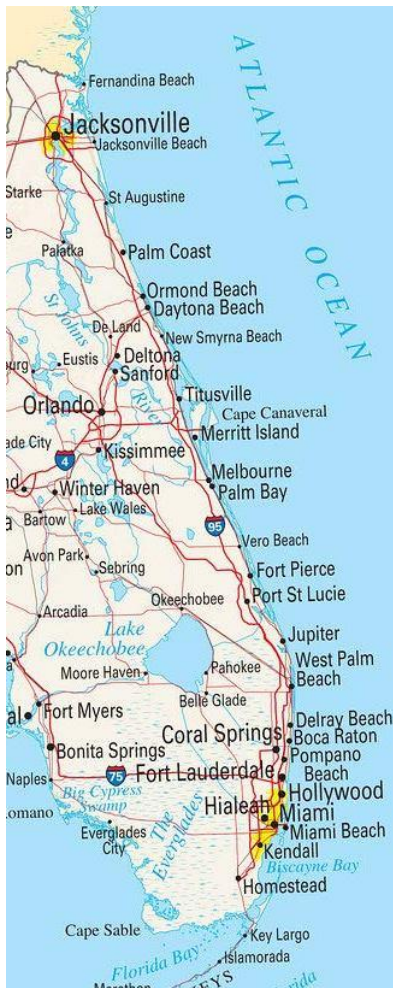 Fernandina Beach
ATLANTIC OCEAN
Jacksonville
Jacksonville Beach
Starke
St Augustine
Palatka
Palm Coast
St Johns
River
Ormond Beach
Daytona Beach
De Land
New Smyrna Beach
Eustis
Deltona
Sanford
Titusville
Orlando
Cape Canaveral
Merritt Island
ade City
4
Kissimmee
Melbourne
Winter Haven
Palm Bay
Lake Wales
Bartow
95
Vero Beach
Avon Park
Sebring
Fort Pierce
Port St Lucie
Okeechobee
Arcadia
Lake
Okeechobee
Jupiter
West Palm
Beach
Moore Haven
Pahokee
Belle Glade
Fort Myers
Delray Beach
Coral Springs
Boca Raton
Bonita Springs
Pompano
Beach
75
Fort Lauderdale
Naples
Hollywood
Big Cypress
Swamp
The
Everglades
Hialeah
Miami
Miami Beach
Everglades
City
Kendall
Biscayne Bay
Homestead
Cape Sable
Key Largo
Florida Bay
Islamorada